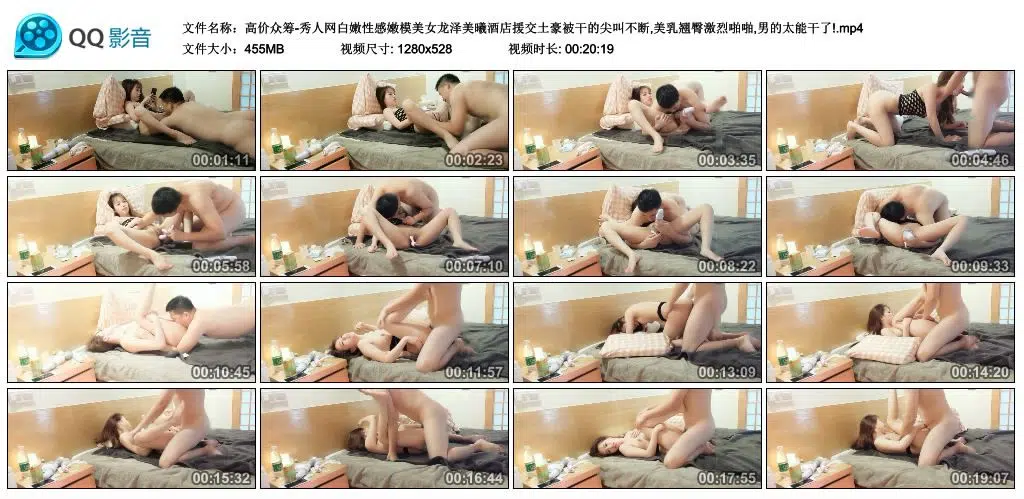 QQ影音
文件名称：高价众筹-秀人网白嫩性感嫩模美女龙泽美曦酒店援交土豪被干的尖叫不断,美乳翘臀激烈啪啪,男的太能干了!.mp4
文件大小：455MB 视频尺寸: 1280x528 视频时长: 00:20:19
00:01:11 00:02:23 00:03:35 00:04:46
00:05:58 00:07:10 00:08:22 00:09:33
00:10:45 00:11:57 00:13:09 00:14:20
00:15:32 00:16:44 00:17:55 00:19:07